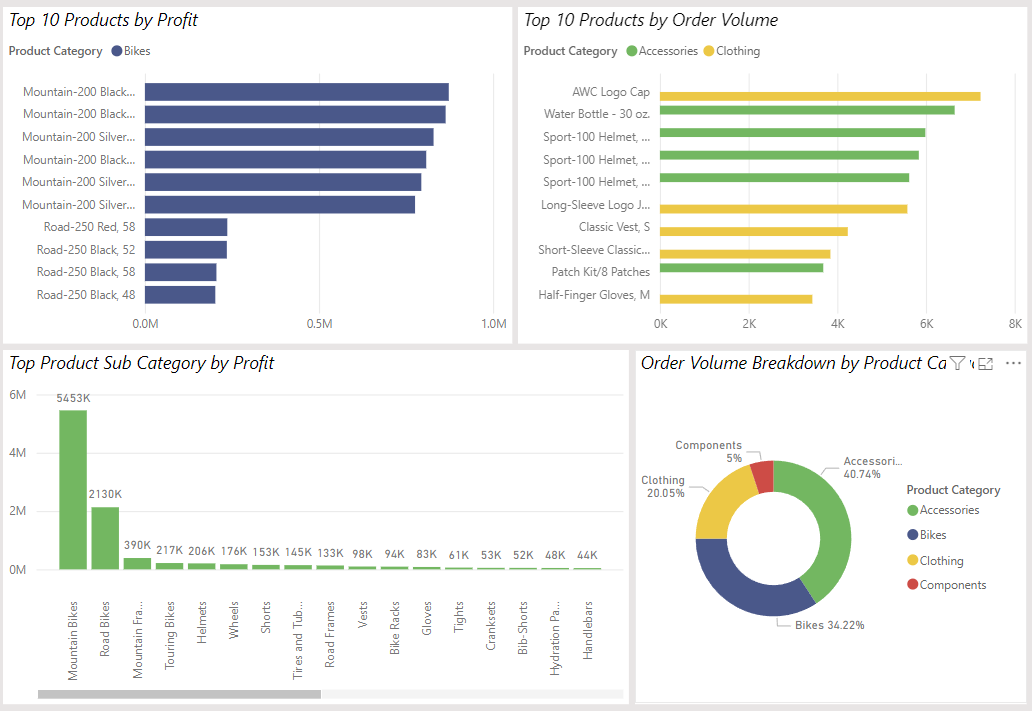 Top 10 Products by Profit
Product Category Bikes
Mountain-200 Black...
Mountain-200 Black...
Mountain-200 Silver...
Mountain-200 Black...
Mountain-200 Silver...
Mountain-200 Silver...
Road-250 Red, 58
Road-250 Black, 52
Road-250 Black, 58
Road-250 Black, 48
0.0M 0.5M 1.0M
Top 10 Products by Order Volume
Product Category Accessories Clothing
AWC Logo Cap
Water Bottle - 30 oz.
Sport-100 Helmet, ...
Sport-100 Helmet, ...
Sport-100 Helmet, ...
Long-Sleeve Logo J...
Classic Vest, S
Short-Sleeve Classic...
Patch Kit/8 Patches
Half-Finger Gloves, M
0K 2K 4K 6K 8K
Top Product Sub Category by Profit
6M
4M
2M
0M
5453K
2130K
390K
217K
206K
176K
153K
145K
133K
98K
94K
83K
61K
53K
52K
48K
44K
Mountain Bikes
Road Bikes
Mountain Fra...
Touring Bikes
Helmets
Wheels
Shorts
Tires and Tub...
Road Frames
Vests
Bike Racks
Gloves
Tights
Cranksets
Bib-Shorts
Hydration Pa...
Handlebars
Order Volume Breakdown by Product Ca
Components
5%
Accessori...
40.74%
Clothing
20.05%
Bikes 34.22%
Product Category
Accessories
Bikes
Clothing
Components